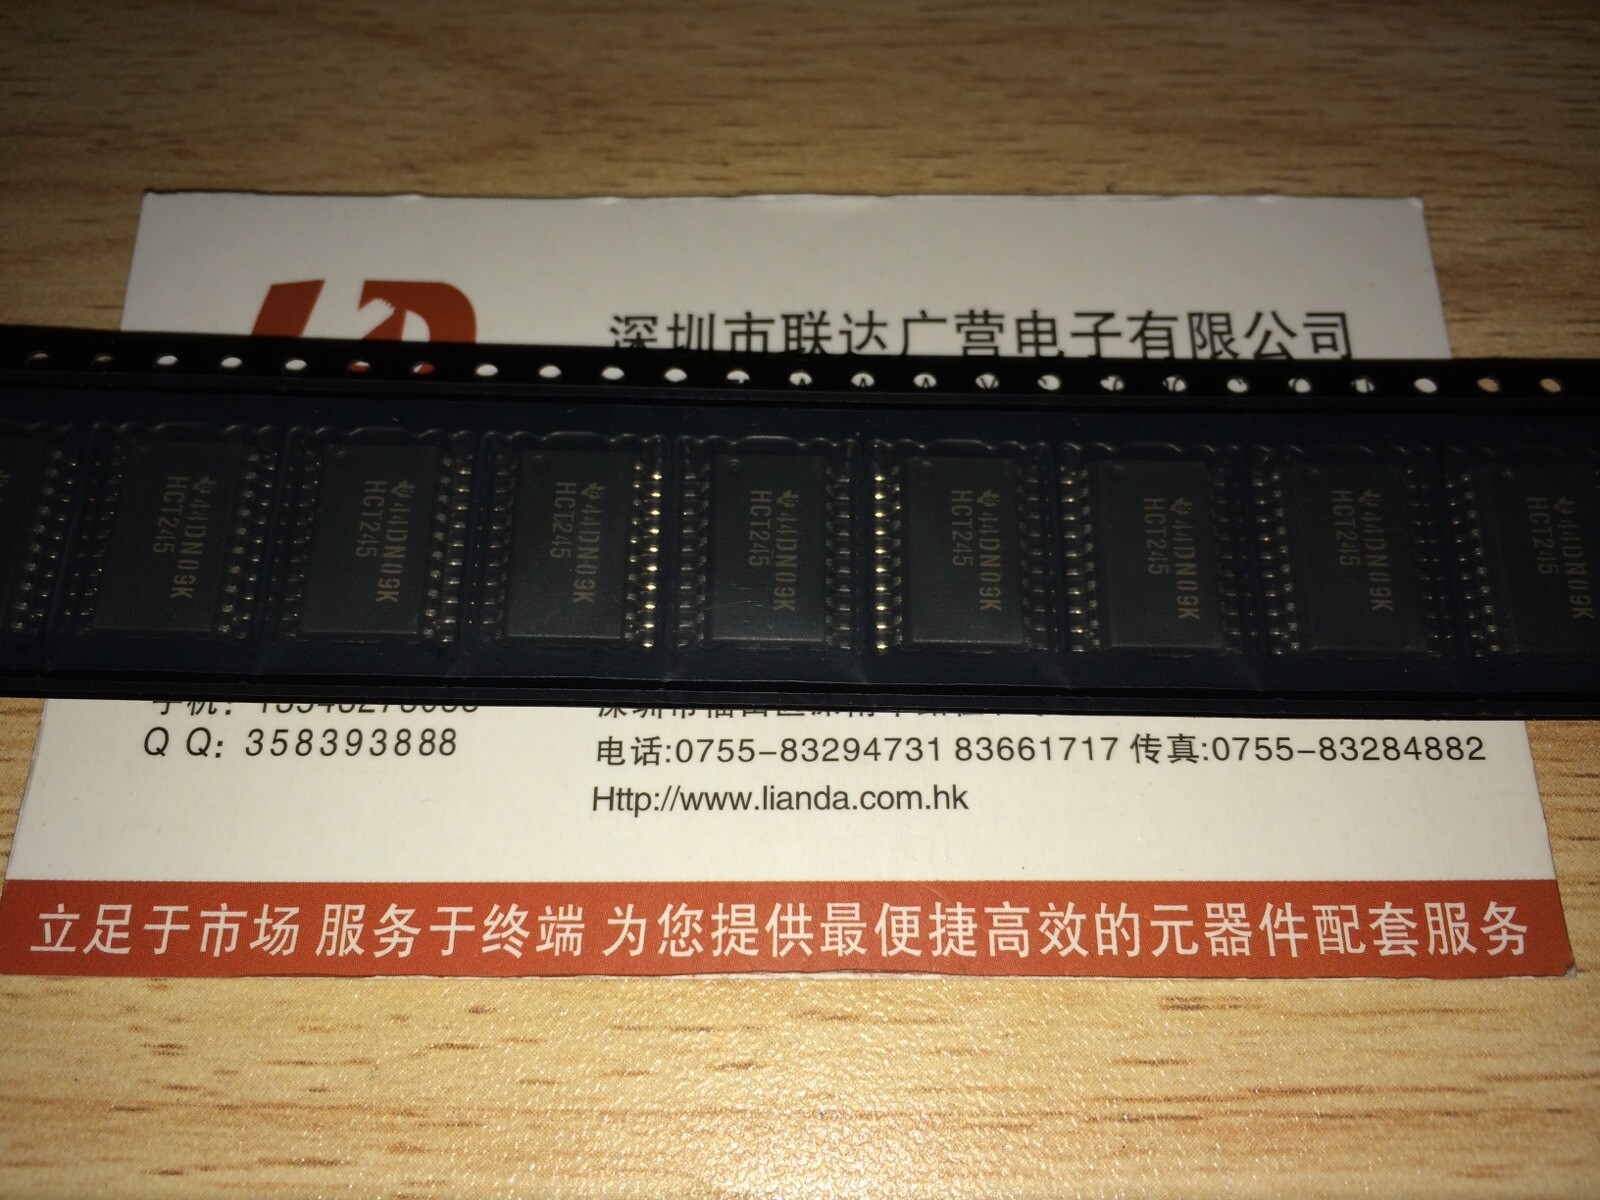 深圳市联达广营电子有限公司
44DN09K
HCT245
44DN09K
HCT245
44DN09K
HCT245
44DN09K
HCT245
44DN09K
HCT245
44DN09K
HCT245
44DN09K
HCT245
44DN09K
HCT245
手机:
Q Q: 358393888
电话:0755-83294731 83661717 传真:0755-83284882
Http://www.lianda.com.hk
立足于市场 服务于终端 为您提供最便捷高效的元器件配套服务